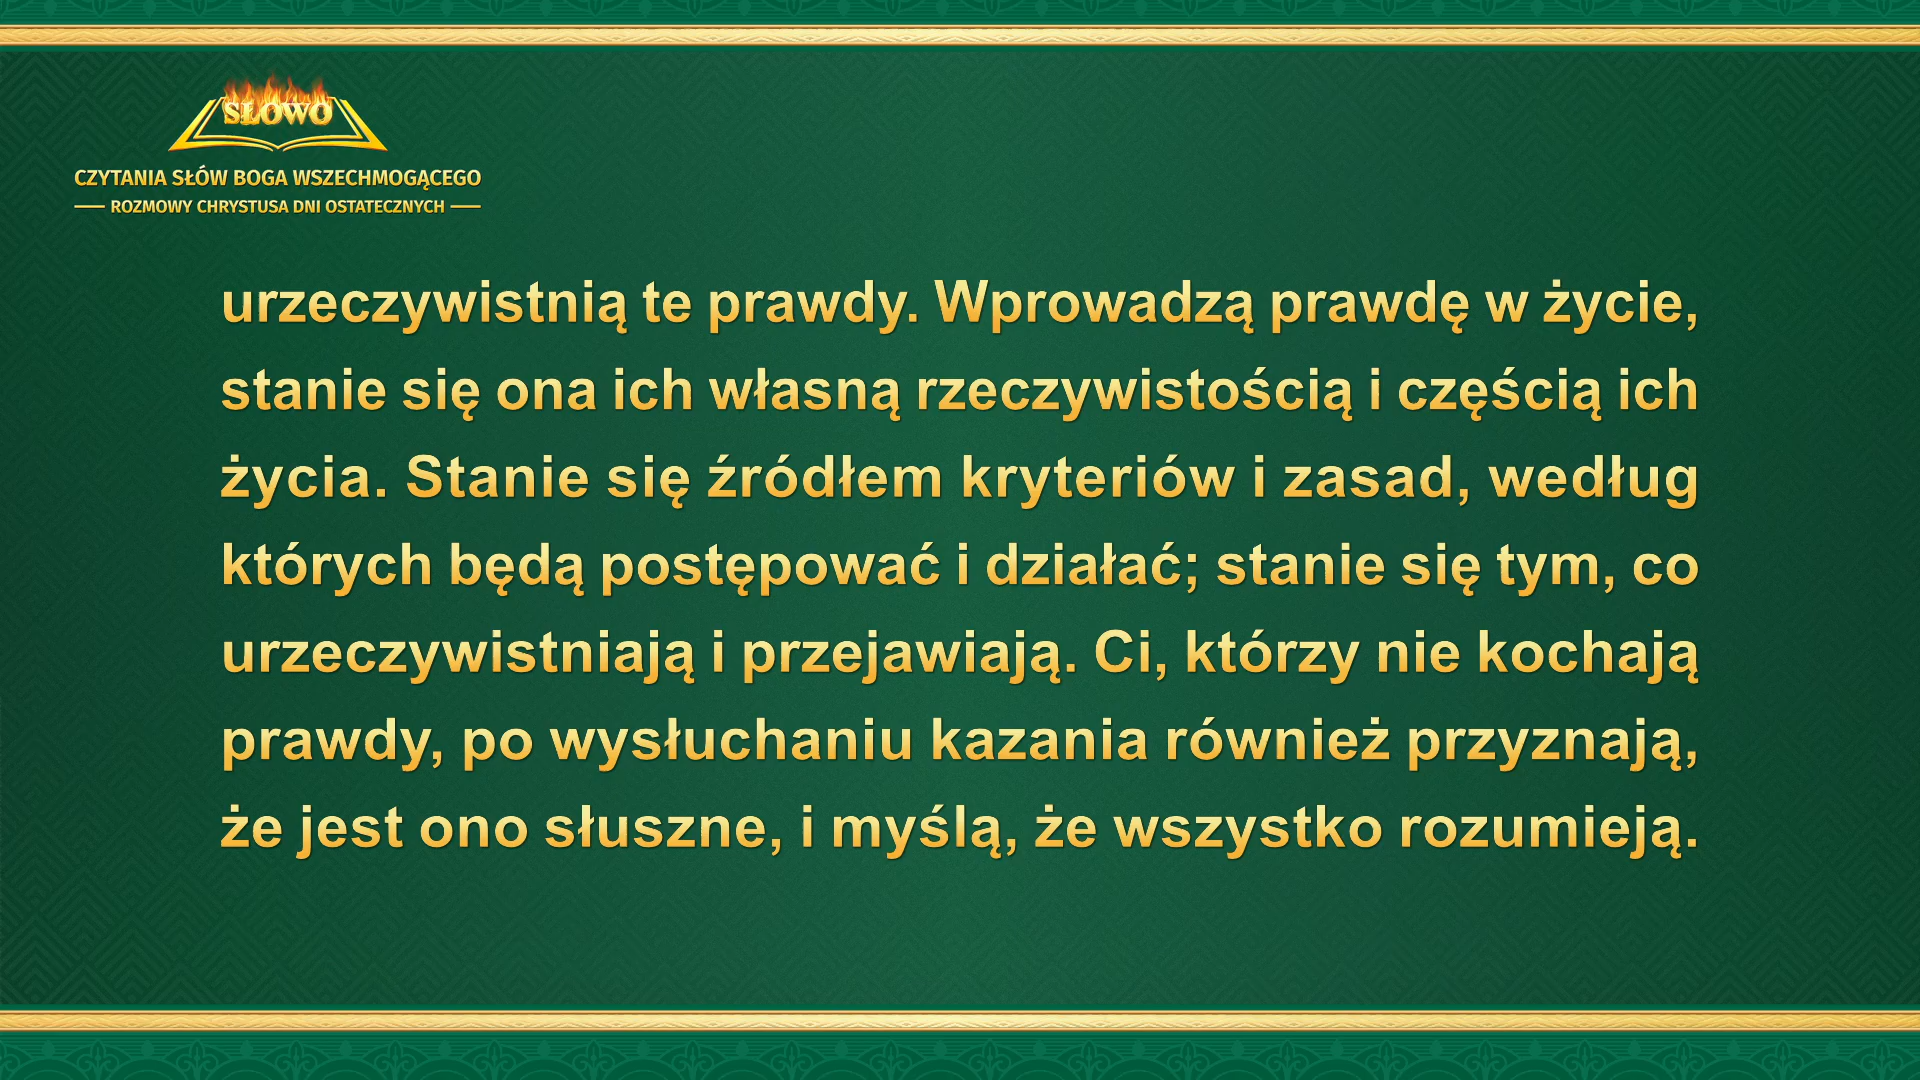 SŁOWO
CZYTANIA SŁÓW BOGA WSZECHMOGĄCEGO
ROZMOWY CHRYSTUSA DNI OSTATECZNYCH
urzeczywistnią te prawdy. Wprowadzą prawdę w życie,
stanie się ona ich własną rzeczywistością i częścią ich
życia. Stanie się źródłem kryteriów i zasad, według
których będą postępować i działać; stanie się tym, co
urzeczywistniają i przejawiają. Ci, którzy nie kochają
prawdy, po wysłuchaniu kazania również przyznają,
że jest ono słuszne, i myślą, że wszystko rozumieją.